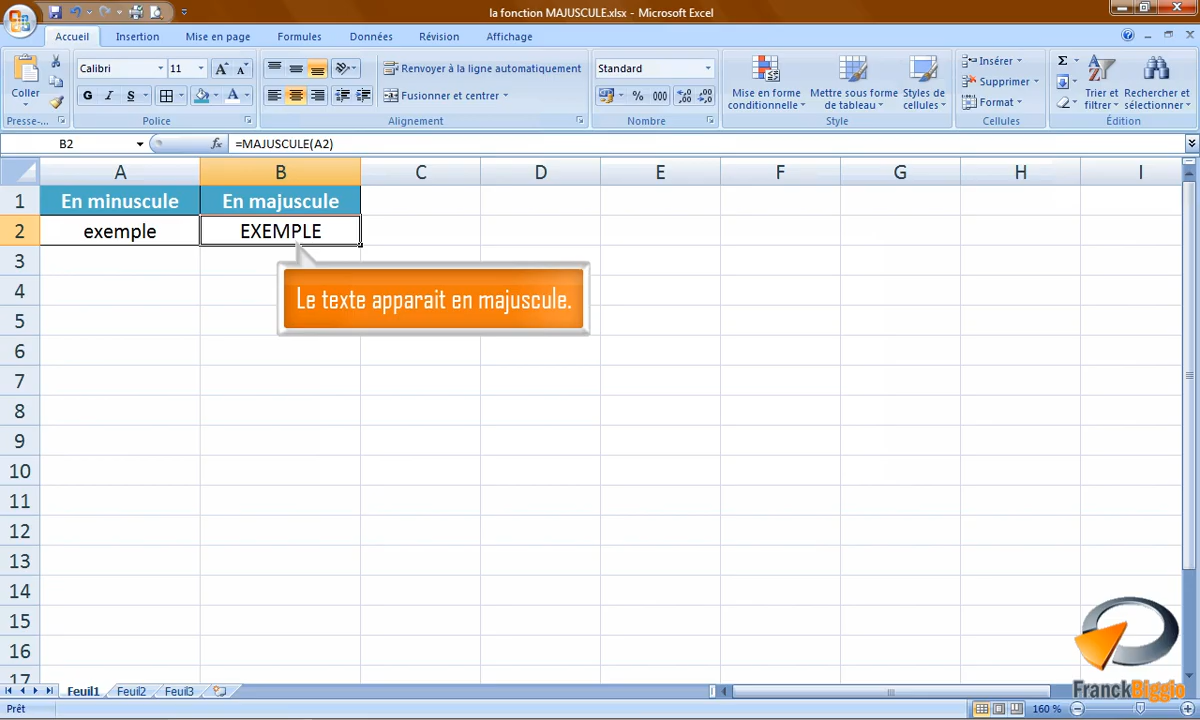 la fonction MAJUSCULE.xlsx - Microsoft Excel
Accueil Insertion Mise en page Formules Données Révision Affichage
Coller
Presse-...
Calibri 11
G I S
Police
Renvoyer à la ligne automatiquement
Fusionner et centrer
Alignement
Standard
% 000
Nombre
Mise en forme conditionnelle
Mettre sous forme de tableau
Styles de cellules
Style
Insérer
Supprimer
Format
Cellules
Σ
Trier et filtrer
Rechercher et sélectionner
Édition
B2 fx =MAJUSCULE(A2)
A B C D E F G H I
1 En minuscule En majuscule
2 exemple EXEMPLE
Le texte apparait en majuscule.
3
4
5
6
7
8
9
10
11
12
13
14
15
16
17
FranckBiggio
Feuil1 Feuil2 Feuil3
Prêt 160 %